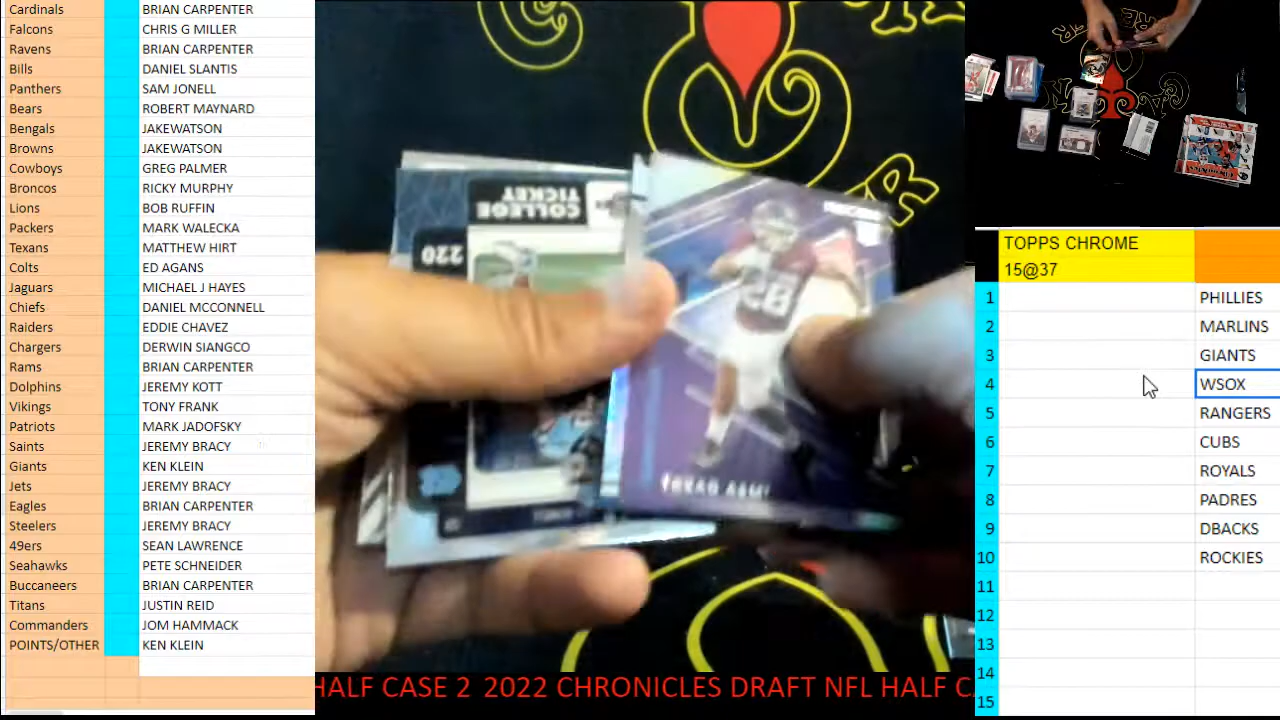 Cardinals BRIAN CARPENTER
Falcons CHRIS G MILLER
Ravens BRIAN CARPENTER
Bills DANIEL SLANTIS
Panthers SAM JONELL
Bears ROBERT MAYNARD
Bengals JAKEWATSON
Browns JAKEWATSON
Cowboys GREG PALMER
Broncos RICKY MURPHY
Lions BOB RUFFIN
Packers MARK WALECKA
Texans MATTHEW HIRT
Colts ED AGANS
Jaguars MICHAEL J HAYES
Chiefs DANIEL MCCONNELL
Raiders EDDIE CHAVEZ
Chargers DERWIN SIANGCO
Rams BRIAN CARPENTER
Dolphins JEREMY KOTT
Vikings TONY FRANK
Patriots MARK JADOFSKY
Saints JEREMY BRACY
Giants KEN KLEIN
Jets JEREMY BRACY
Eagles BRIAN CARPENTER
Steelers JEREMY BRACY
49ers SEAN LAWRENCE
Seahawks PETE SCHNEIDER
Buccaneers BRIAN CARPENTER
Titans JUSTIN REID
Commanders JOM HAMMACK
POINTS/OTHER KEN KLEIN
COLLEGE
TICKET
220
28
HALF CASE 2 2022 CHRONICLES DRAFT NFL HALF CA
TOPPS CHROME
15@37
1 PHILLIES
2 MARLINS
3 GIANTS
4 WSOX
5 RANGERS
6 CUBS
7 ROYALS
8 PADRES
9 DBACKS
10 ROCKIES
11
12
13
14
15